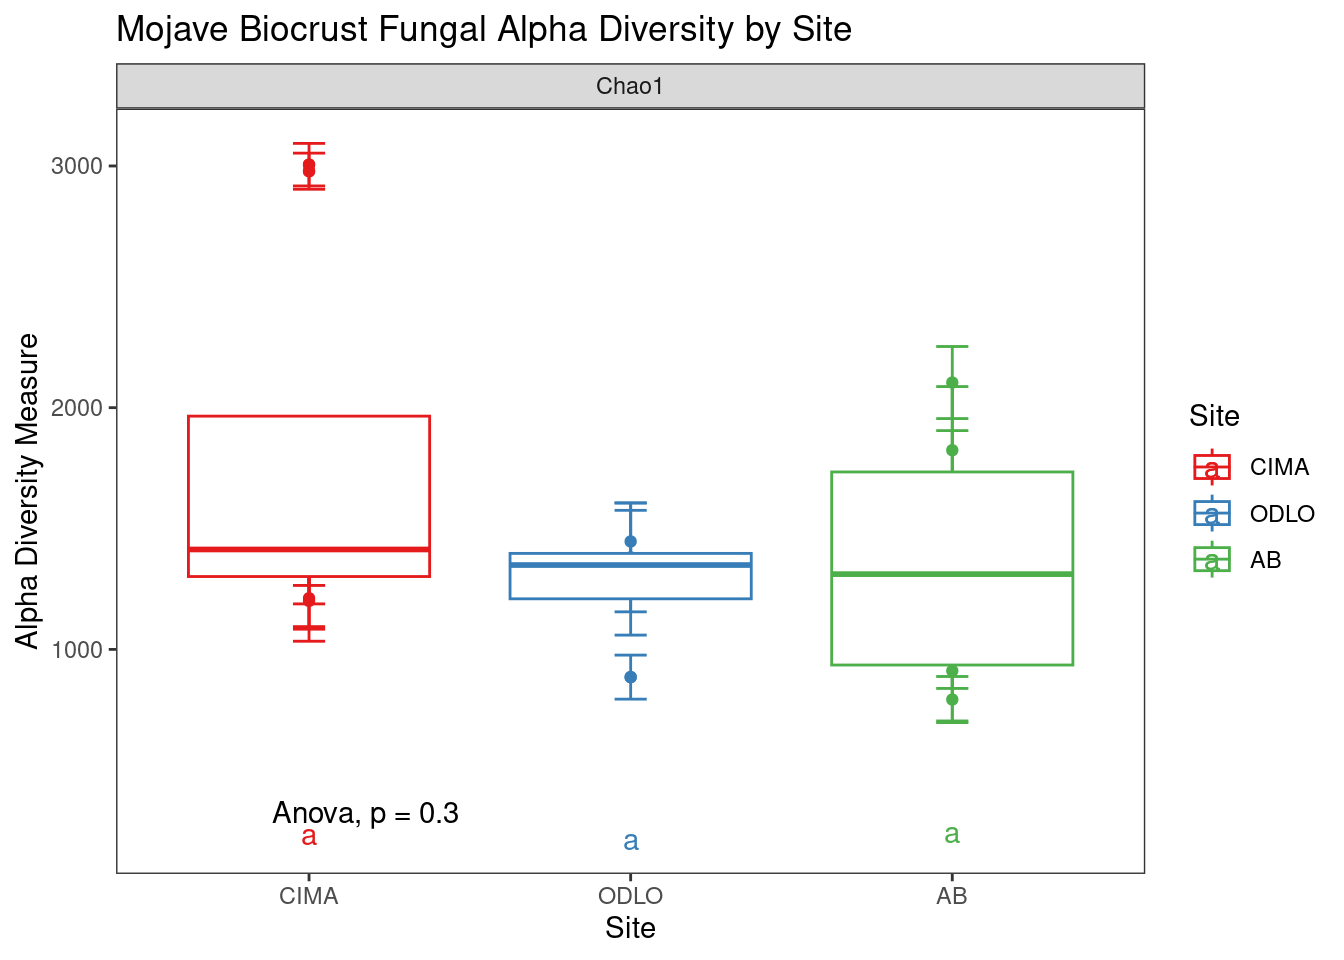 Mojave Biocrust Fungal Alpha Diversity by Site
Chao1
Alpha Diversity Measure
3000
2000
1000
Anova, p = 0.3
a
a
a
CIMA
ODLO
AB
Site
Site
a CIMA
a ODLO
a AB